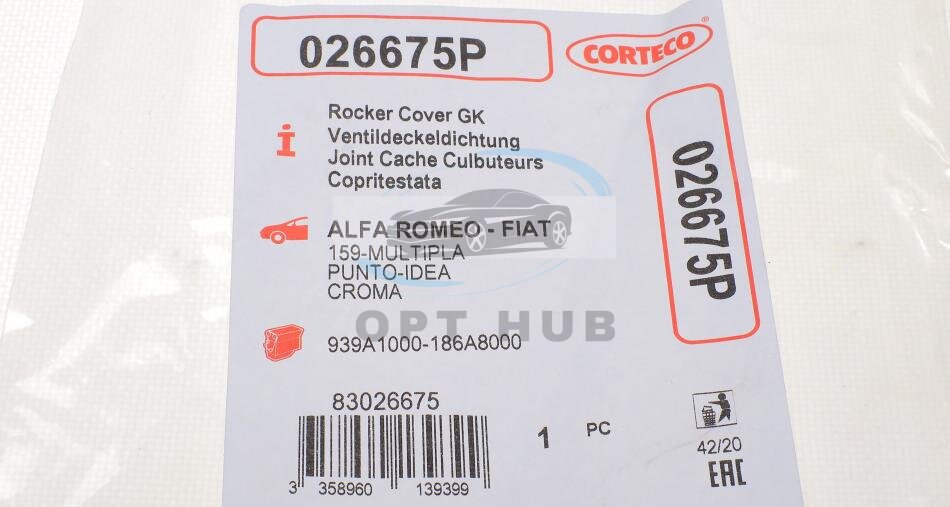 026675P
CORTECO®
Rocker Cover GK
Ventildeckeldichtung
Joint Cache Culbuteurs
Copritestata
ALFA ROMEO - FIAT
159-MULTIPLA
PUNTO-IDEA
CROMA
OPT HUB
939A1000-186A8000
026675P
83026675
3 358960 139399
1 PC
42/20
EAC